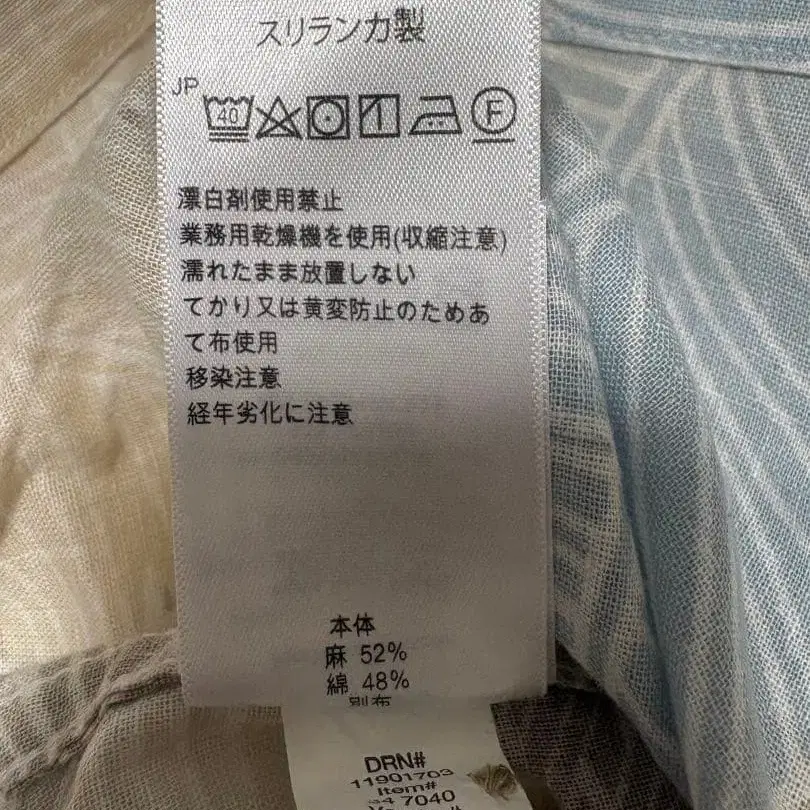 スリランカ製
JP
40
F
漂白剤使用禁止
業務用乾燥機を使用(収縮注意)
濡れたまま放置しない
てかり又は黄変防止のためあ
て布使用
移染注意
経年劣化に注意
本体
麻 52%
綿 48%
別布
DRN#
11901703
Item#
7040